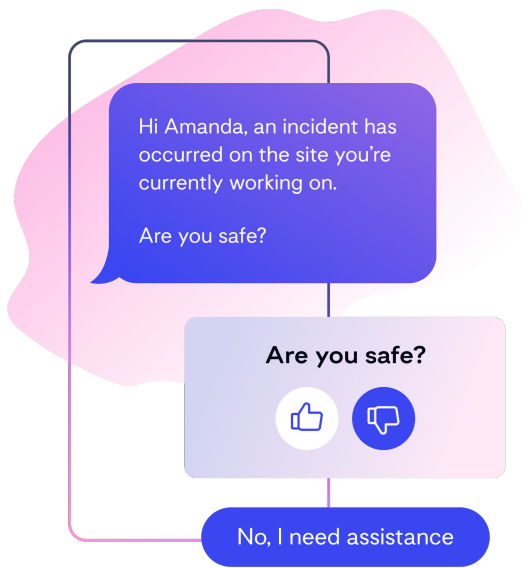 Hi Amanda, an incident has
occurred on the site you’re
currently working on.
Are you safe?
Are you safe?
No, I need assistance